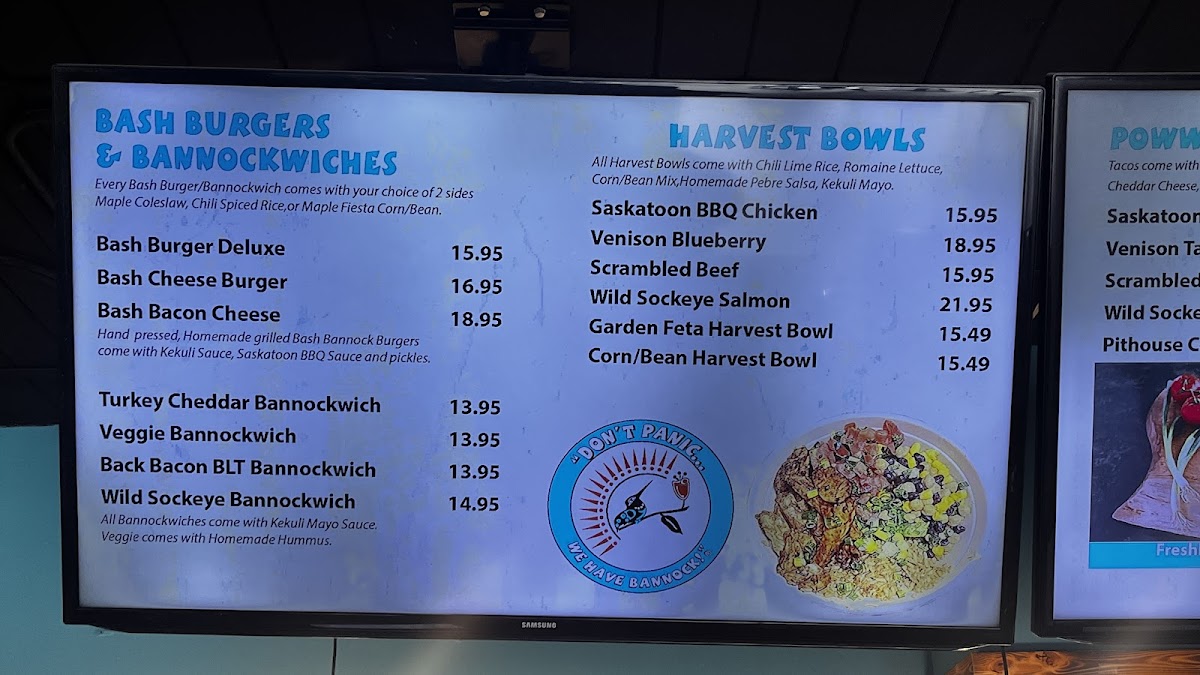 BASH BURGERS
& BANNOCKWICHES
Every Bash Burger/Bannockwich comes with your choice of 2 sides
Maple Coleslaw, Chili Spiced Rice,or Maple Fiesta Corn/Bean.
Bash Burger Deluxe 15.95
Bash Cheese Burger 16.95
Bash Bacon Cheese 18.95
Hand pressed, Homemade grilled Bash Bannock Burgers
come with Kekuli Sauce, Saskatoon BBQ Sauce and pickles.
Turkey Cheddar Bannockwich 13.95
Veggie Bannockwich 13.95
Back Bacon BLT Bannockwich 13.95
Wild Sockeye Bannockwich 14.95
All Bannockwiches come with Kekuli Mayo Sauce.
Veggie comes with Homemade Hummus.
HARVEST BOWLS
All Harvest Bowls come with Chili Lime Rice, Romaine Lettuce,
Corn/Bean Mix,Homemade Pebre Salsa, Kekuli Mayo.
Saskatoon BBQ Chicken 15.95
Venison Blueberry 18.95
Scrambled Beef 15.95
Wild Sockeye Salmon 21.95
Garden Feta Harvest Bowl 15.49
Corn/Bean Harvest Bowl 15.49
"DON'T PANIC...
WE HAVE BANNOCK!"
SAMSUNG
POWW
Tacos come with
Cheddar Cheese,
Saskatoon
Venison Ta
Scrambled
Wild Socke
Pithouse C
Fresh